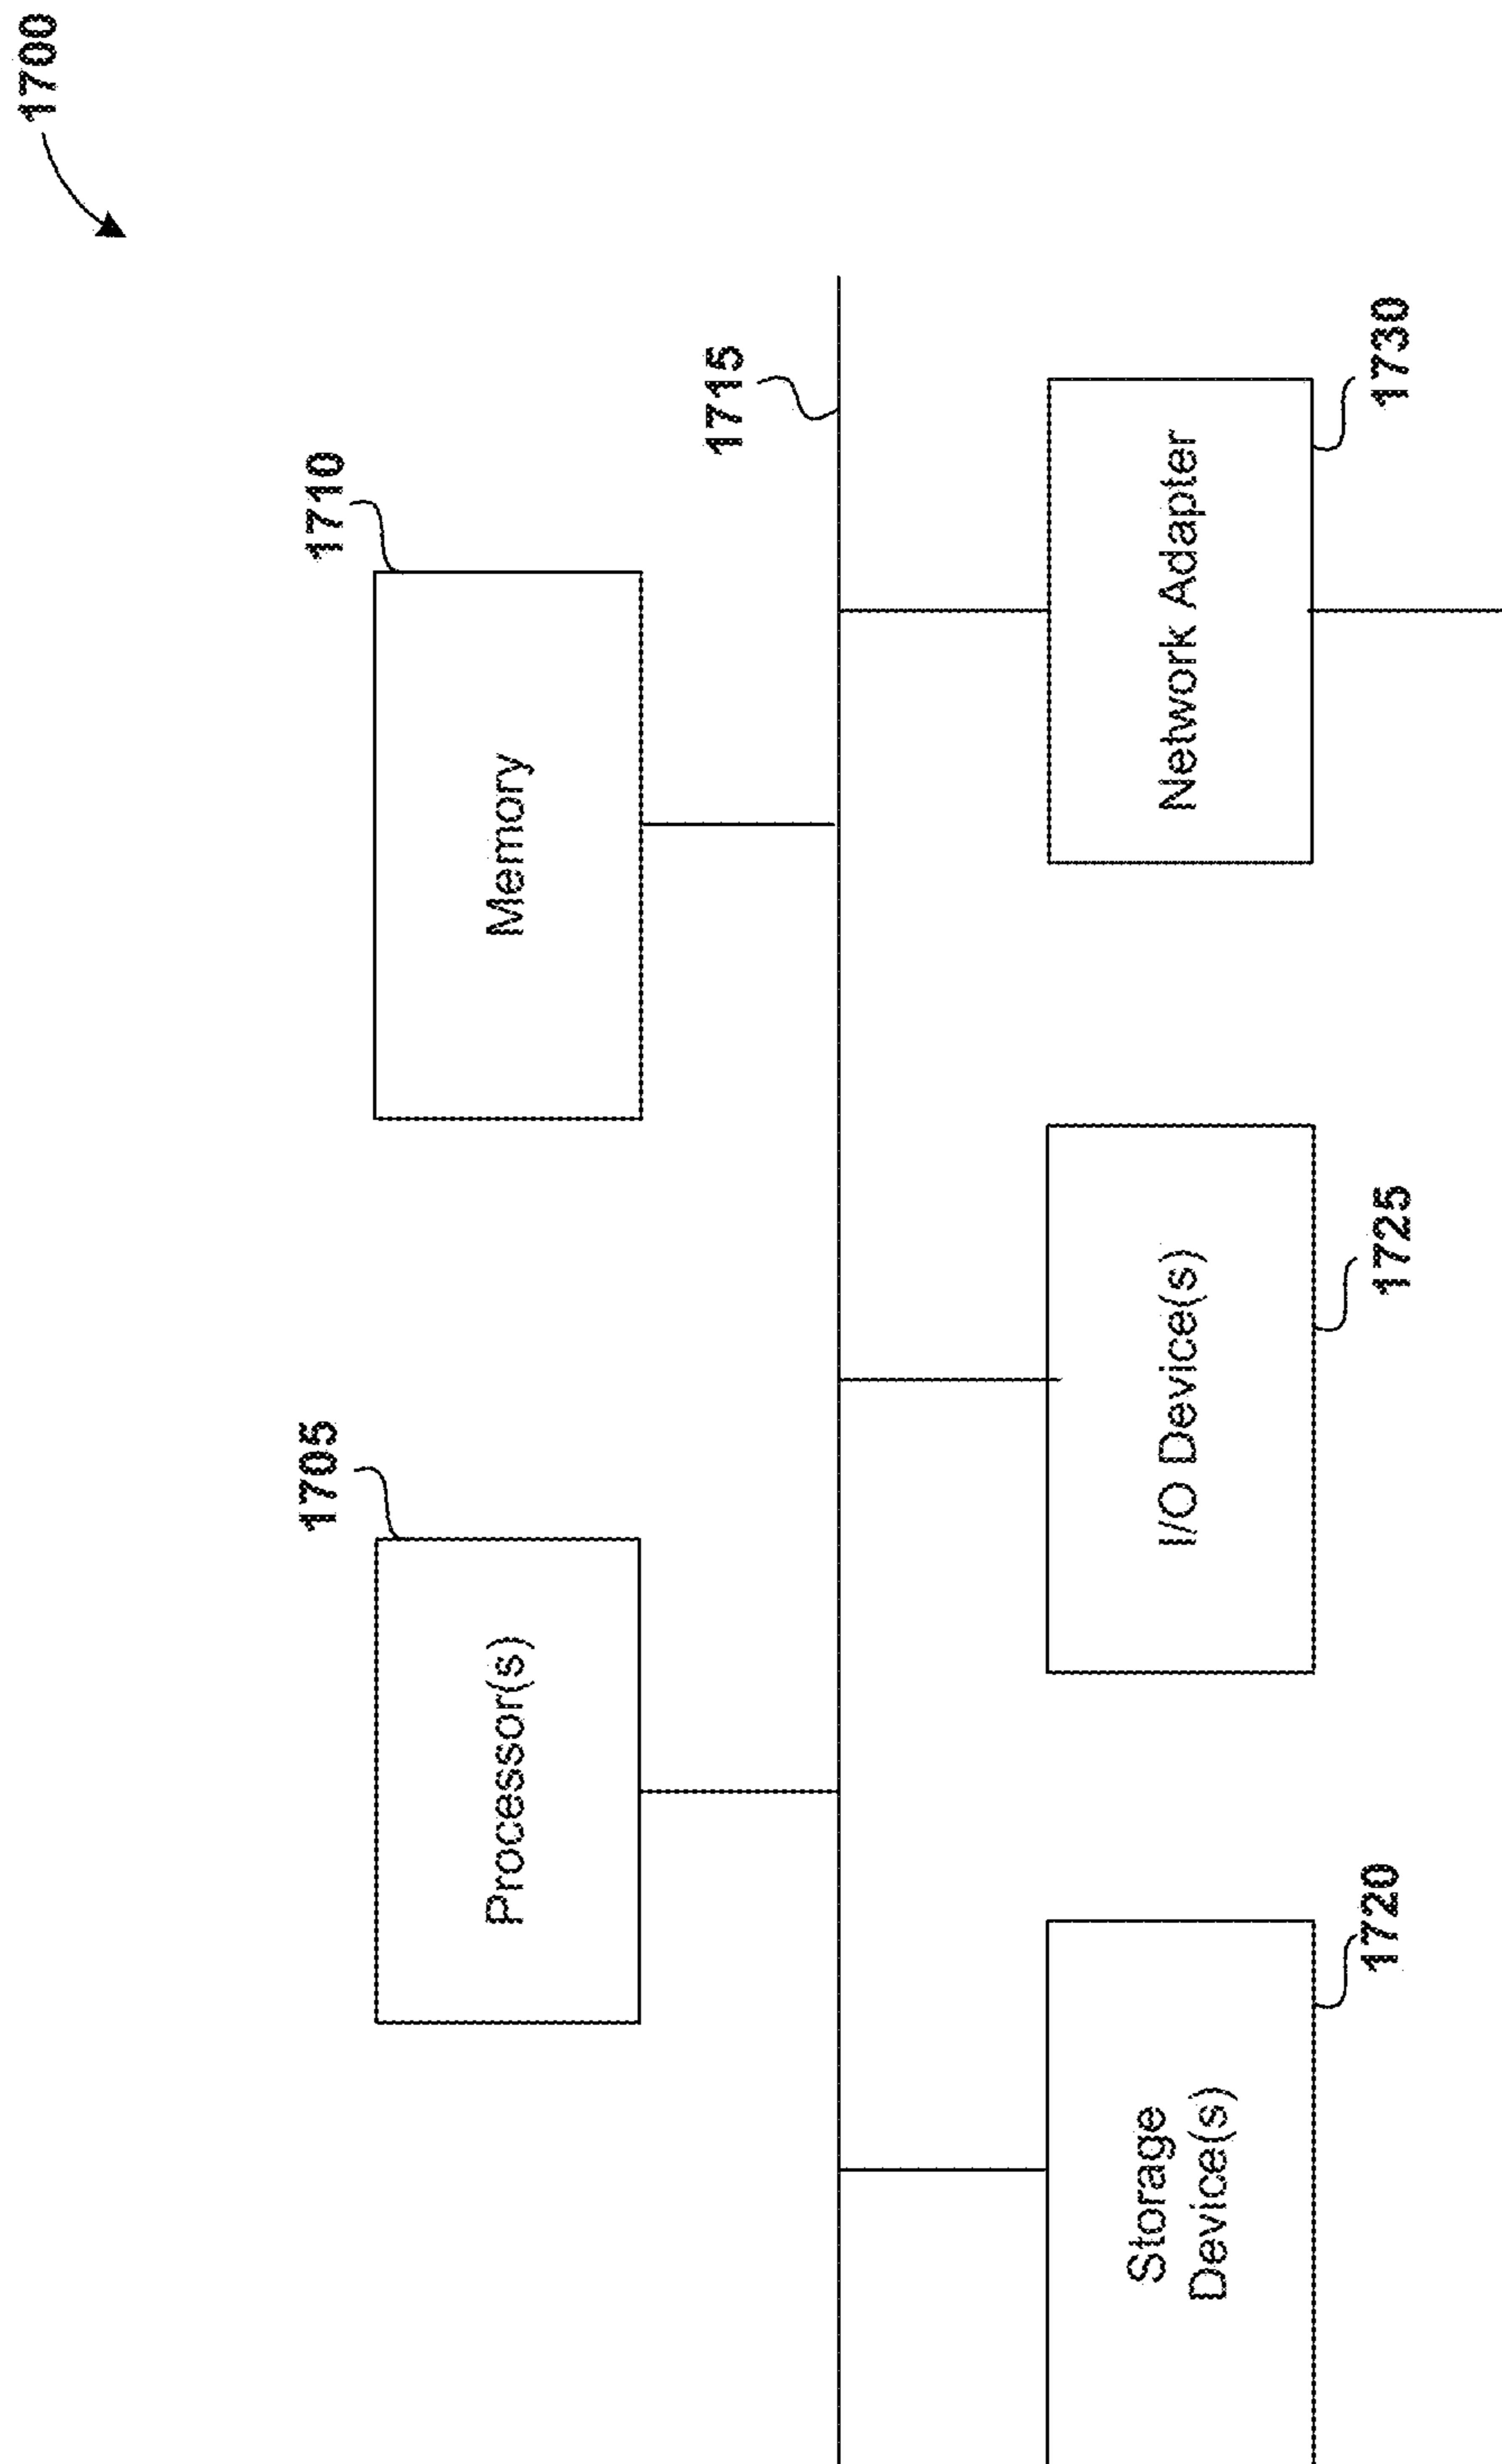 1700
1705
1710
Processor(s)
Memory
1715
Storage
Device(s)
I/O Device(s)
Network Adapter
1720
1725
1730